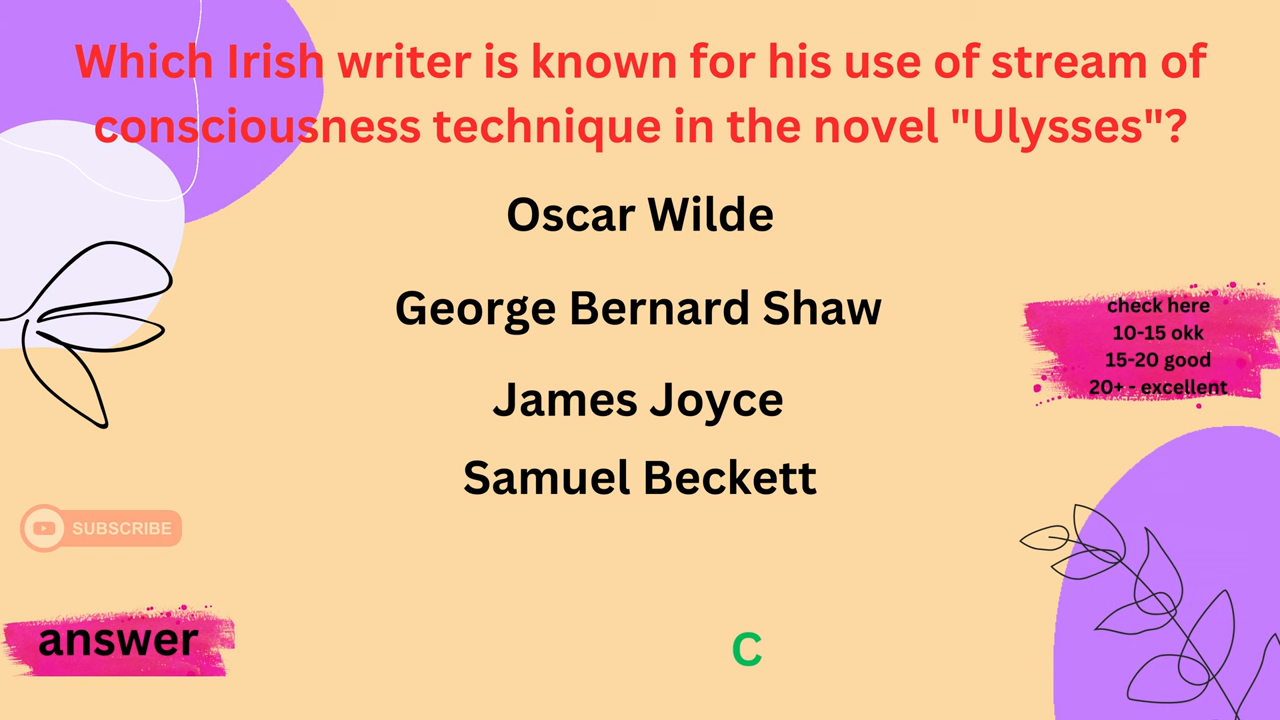 Which Irish writer is known for his use of stream of
consciousness technique in the novel "Ulysses"?
Oscar Wilde
George Bernard Shaw
James Joyce
Samuel Beckett
check here
10-15 okk
15-20 good
20+ - excellent
SUBSCRIBE
answer
C